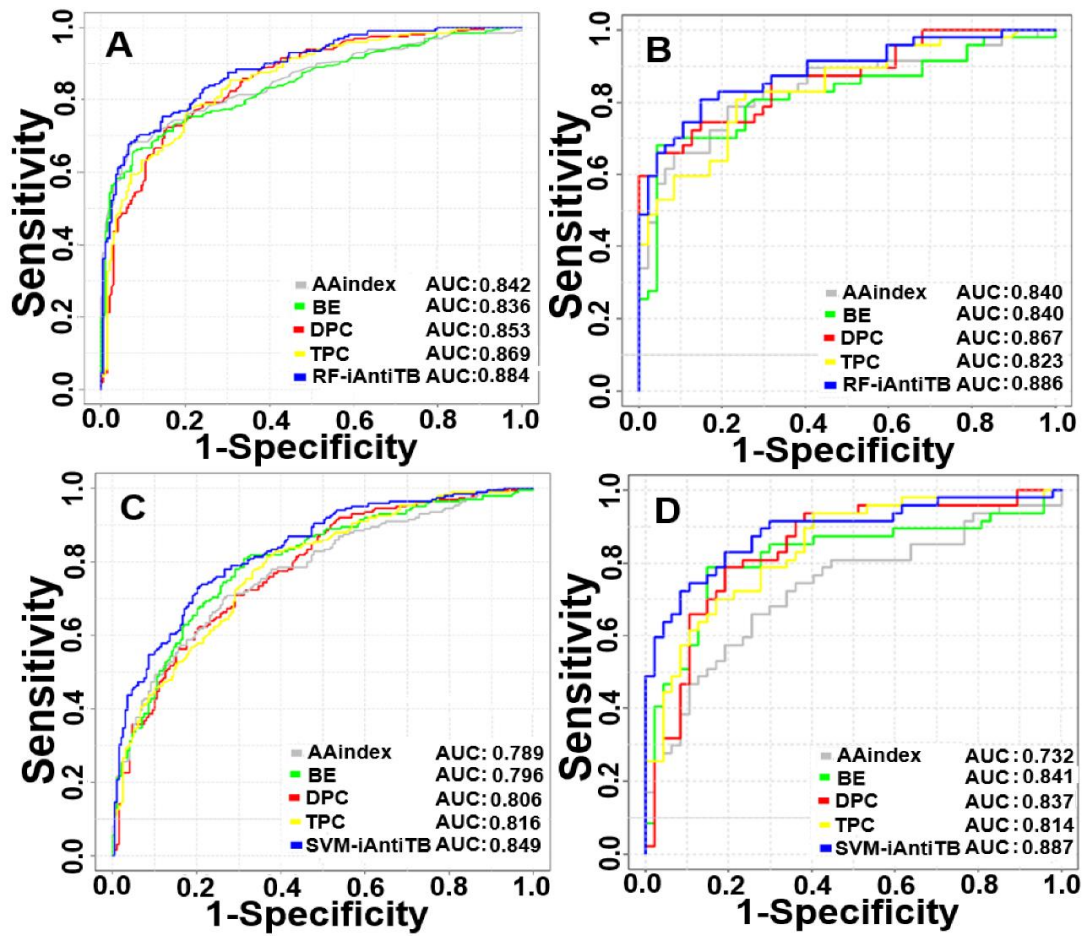 A
Sensitivity
0.0 0.2 0.4 0.6 0.8 1.0
AAindex AUC:0.842
BE AUC:0.836
DPC AUC:0.853
TPC AUC:0.869
RF-iAntiTB AUC:0.884
0.0 0.2 0.4 0.6 0.8 1.0
1-Specificity
B
Sensitivity
0.0 0.2 0.4 0.6 0.8 1.0
AAindex AUC:0.840
BE AUC:0.840
DPC AUC:0.867
TPC AUC:0.823
RF-iAntiTB AUC:0.886
0.0 0.2 0.4 0.6 0.8 1.0
1-Specificity
C
Sensitivity
0.0 0.2 0.4 0.6 0.8 1.0
AAindex AUC:0.789
BE AUC:0.796
DPC AUC:0.806
TPC AUC:0.816
SVM-iAntiTB AUC:0.849
0.0 0.2 0.4 0.6 0.8 1.0
1-Specificity
D
Sensitivity
0.0 0.2 0.4 0.6 0.8 1.0
AAindex AUC:0.732
BE AUC:0.841
DPC AUC:0.837
TPC AUC:0.814
SVM-iAntiTB AUC:0.887
0.0 0.2 0.4 0.6 0.8 1.0
1-Specificity